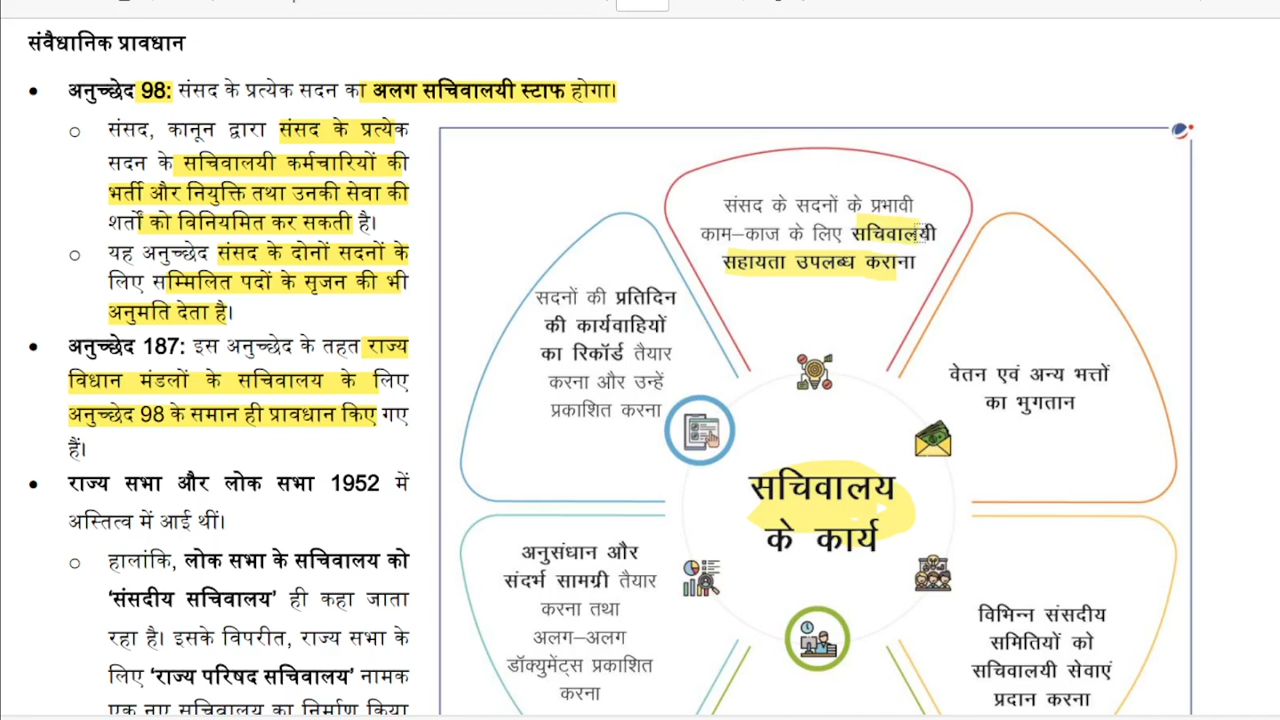 संवैधानिक प्रावधान
• अनुच्छेद 98: संसद के प्रत्येक सदन का अलग सचिवालयी स्टाफ होगा।
o संसद, कानून द्वारा संसद के प्रत्येक
सदन के सचिवालयी कर्मचारियों की
भर्ती और नियुक्ति तथा उनकी सेवा की
शर्तों को विनियमित कर सकती है।
o यह अनुच्छेद संसद के दोनों सदनों के
लिए सम्मिलित पदों के सृजन की भी
अनुमति देता है।
• अनुच्छेद 187: इस अनुच्छेद के तहत राज्य
विधान मंडलों के सचिवालय के लिए
अनुच्छेद 98 के समान ही प्रावधान किए गए
हैं।
• राज्य सभा और लोक सभा 1952 में
अस्तित्व में आई थीं।
o हालांकि, लोक सभा के सचिवालय को
‘संसदीय सचिवालय’ ही कहा जाता
रहा है। इसके विपरीत, राज्य सभा के
लिए ‘राज्य परिषद सचिवालय’ नामक
एक नए सचिवालय का निर्माण किया
संसद के सदनों के प्रभावी
काम–काज के लिए सचिवालयी
सहायता उपलब्ध कराना
सदनों की प्रतिदिन
की कार्यवाहियों
का रिकॉर्ड तैयार
करना और उन्हें
प्रकाशित करना
वेतन एवं अन्य भत्तों
का भुगतान
सचिवालय
के कार्य
अनुसंधान और
संदर्भ सामग्री तैयार
करना तथा
अलग–अलग
डॉक्युमेंट्स प्रकाशित
करना
विभिन्न संसदीय
समितियों को
सचिवालयी सेवाएं
प्रदान करना